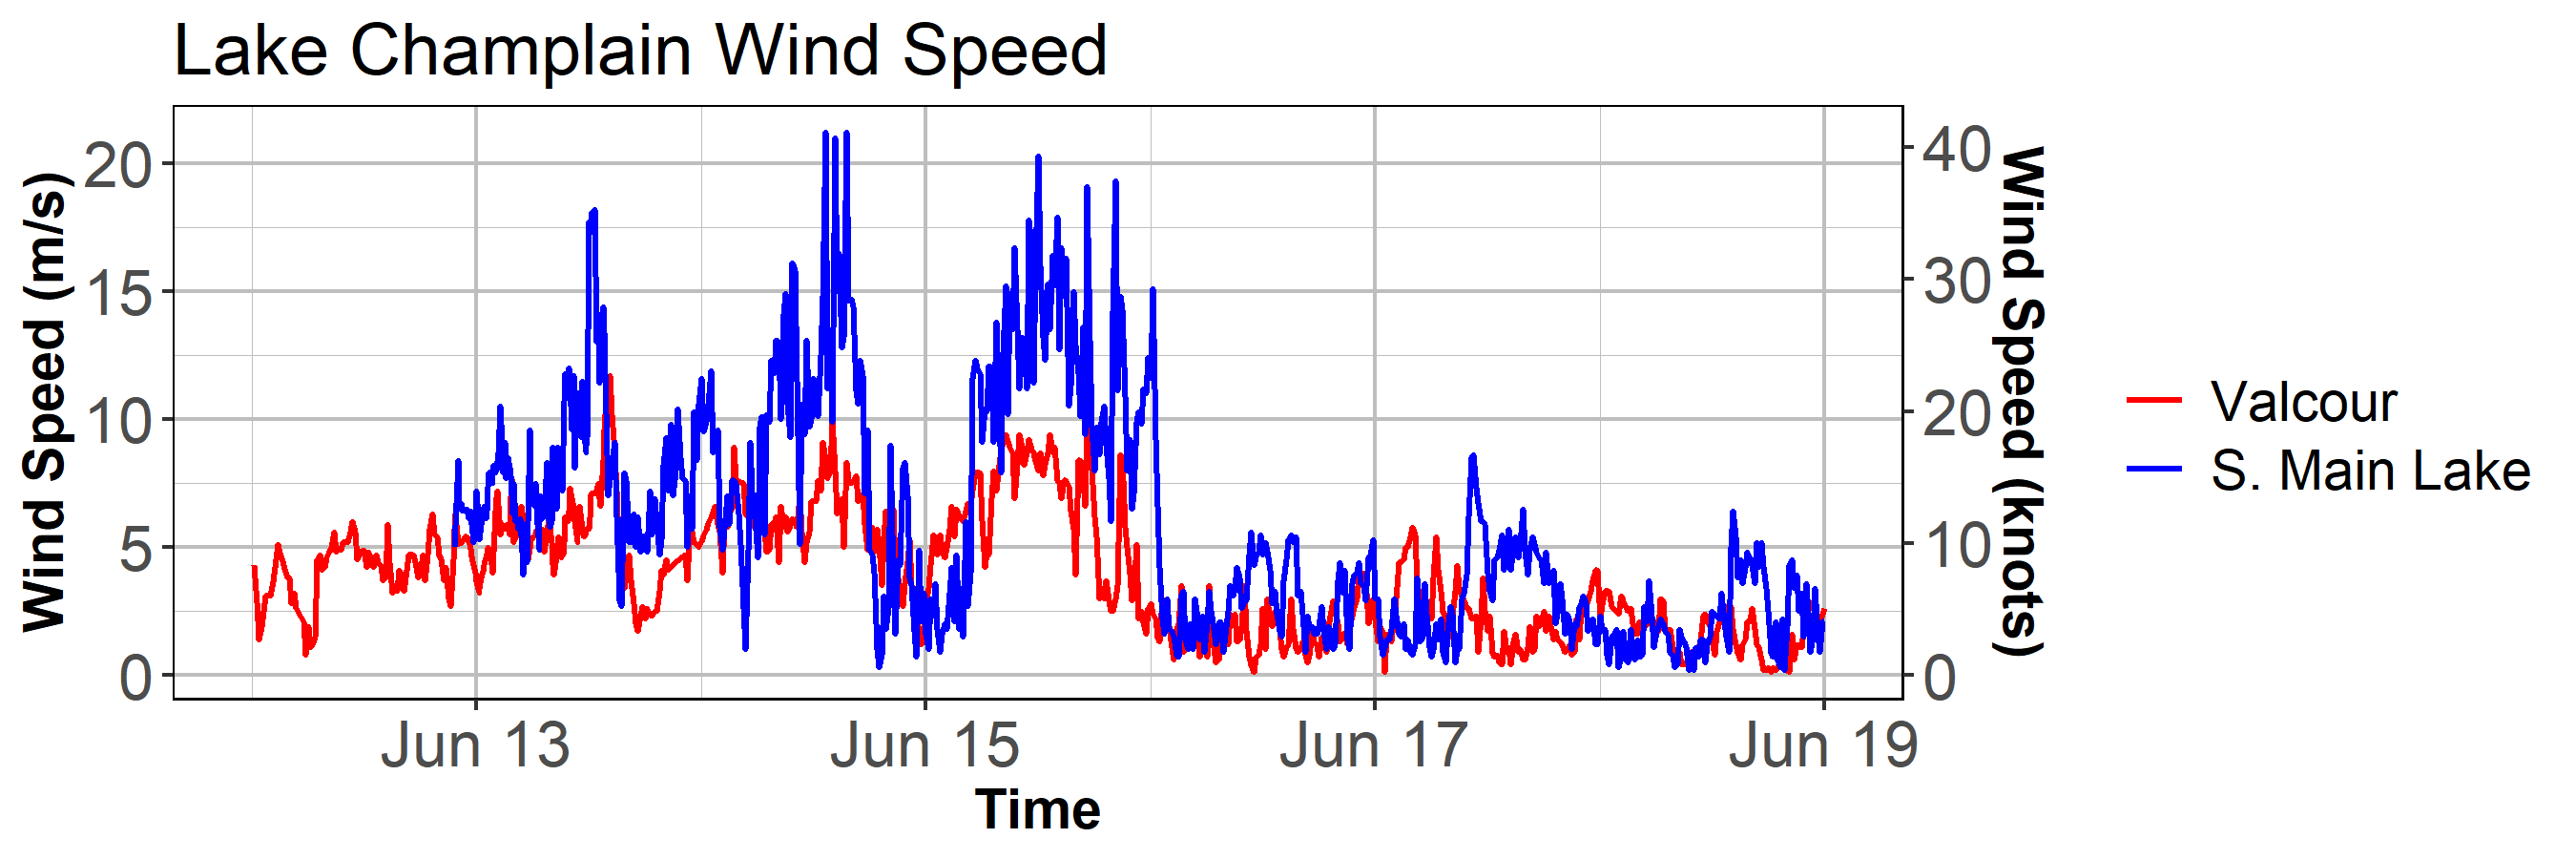 Lake Champlain Wind Speed
Wind Speed (m/s)
20
15
10
5
0
40
30
20
10
0
Wind Speed (knots)
Jun 13
Jun 15
Jun 17
Jun 19
Time
Valcour
S. Main Lake